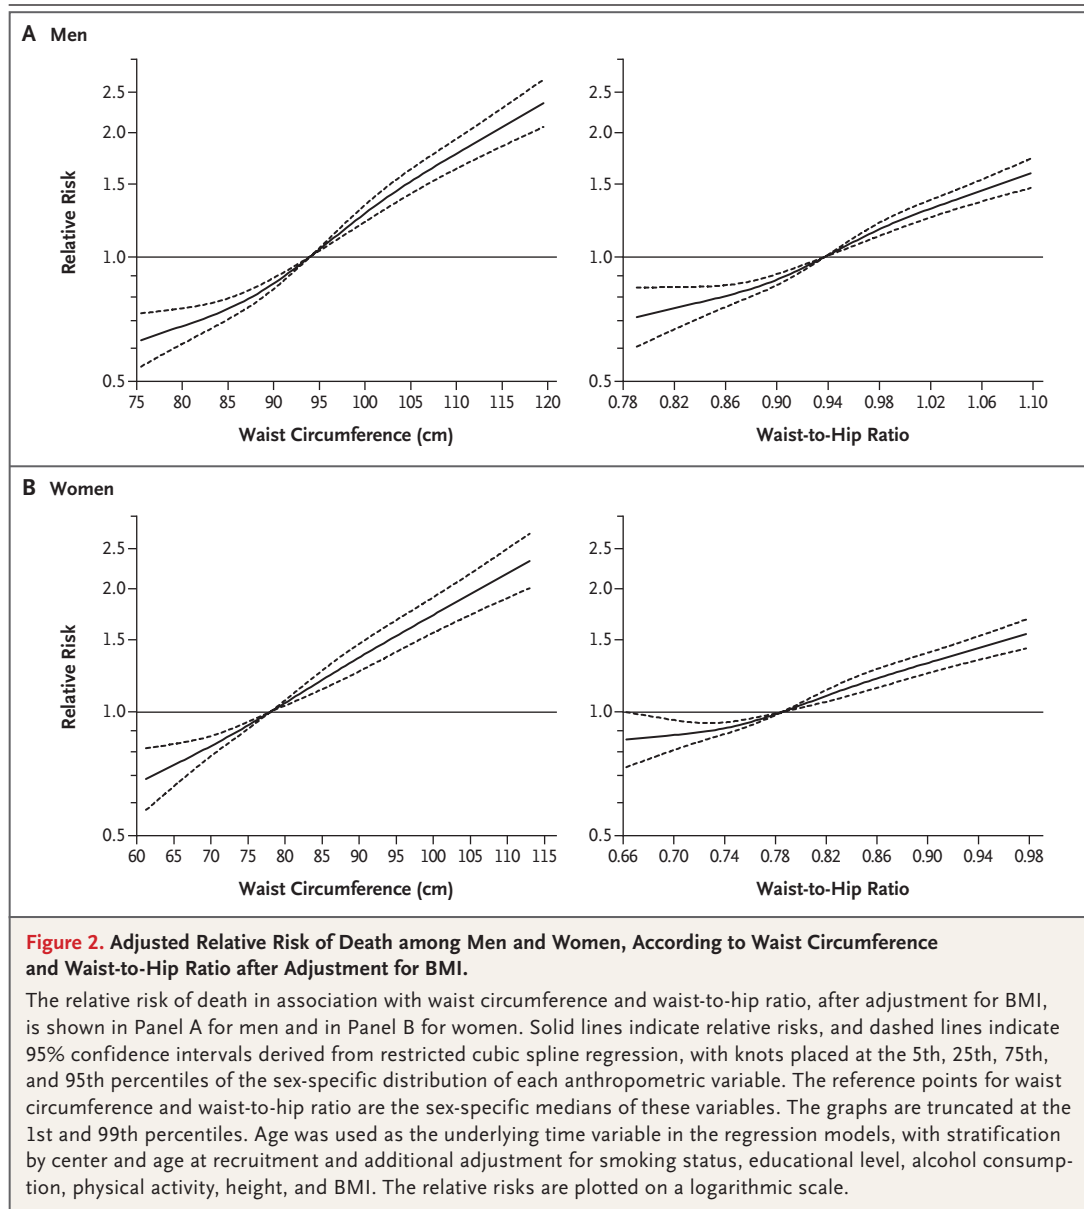 A Men
2.5
2.0
1.5
1.0
0.5
Relative Risk
75 80 85 90 95 100 105 110 115 120
Waist Circumference (cm)
2.5
2.0
1.5
1.0
0.5
0.78 0.82 0.86 0.90 0.94 0.98 1.02 1.06 1.10
Waist-to-Hip Ratio
B Women
2.5
2.0
1.5
1.0
0.5
Relative Risk
60 65 70 75 80 85 90 95 100 105 110 115
Waist Circumference (cm)
2.5
2.0
1.5
1.0
0.5
0.66 0.70 0.74 0.78 0.82 0.86 0.90 0.94 0.98
Waist-to-Hip Ratio
Figure 2. Adjusted Relative Risk of Death among Men and Women, According to Waist Circumference
and Waist-to-Hip Ratio after Adjustment for BMI.
The relative risk of death in association with waist circumference and waist-to-hip ratio, after adjustment for BMI,
is shown in Panel A for men and in Panel B for women. Solid lines indicate relative risks, and dashed lines indicate
95% confidence intervals derived from restricted cubic spline regression, with knots placed at the 5th, 25th, 75th,
and 95th percentiles of the sex-specific distribution of each anthropometric variable. The reference points for waist
circumference and waist-to-hip ratio are the sex-specific medians of these variables. The graphs are truncated at the
1st and 99th percentiles. Age was used as the underlying time variable in the regression models, with stratification
by center and age at recruitment and additional adjustment for smoking status, educational level, alcohol consump-
tion, physical activity, height, and BMI. The relative risks are plotted on a logarithmic scale.